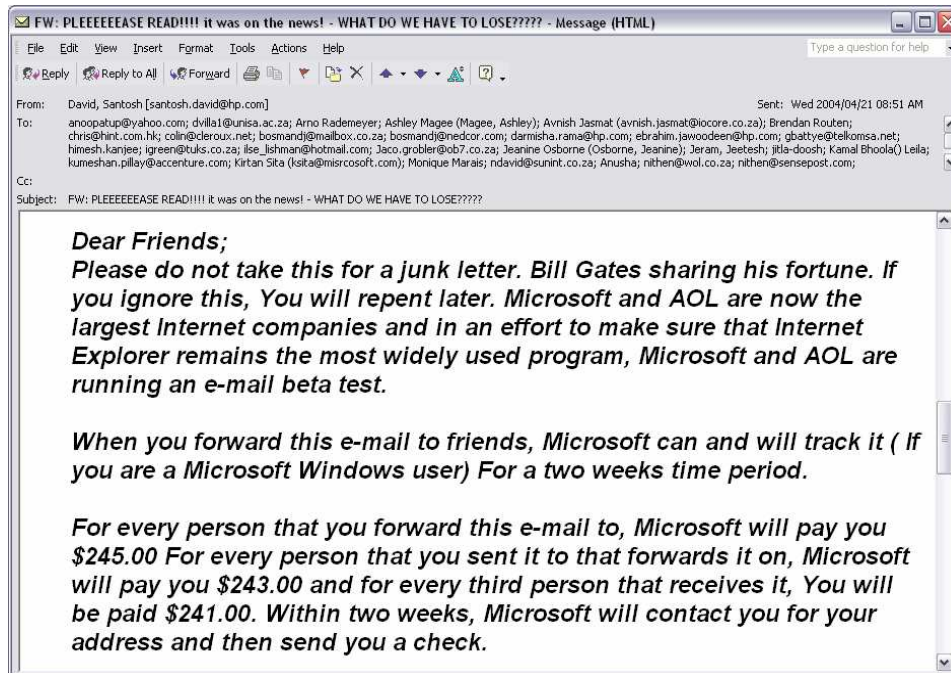 FW: PLEEEEEEASE READ!!!! it was on the news! - WHAT DO WE HAVE TO LOSE????? - Message (HTML)
File Edit View Insert Format Tools Actions Help
Type a question for help
Reply Reply to All Forward
From: David, Santosh [santosh.david@hp.com]
Sent: Wed 2004/04/21 08:51 AM
To: anoopatup@yahoo.com; dvilla1@unisa.ac.za; Arno Rademeyer; Ashley Magee (Magee, Ashley); Avnish Jasmat (avnish.jasmat@iocore.co.za); Brendan Routen;
chris@hint.com.hk; colin@cleroux.net; bosmandj@mailbox.co.za; bosmandj@nedcor.com; darmisha.rama@hp.com; ebrahim.jawoodeen@hp.com; gbattye@telkomsa.net;
himesh.kanjee; igreen@tuks.co.za; ilse_lishman@hotmail.com; Jaco.grobler@ob7.co.za; Jeanine Osborne (Osborne, Jeanine); Jeram, Jeetesh; jitla-doosh; Kamal Bhoola() Leila;
kumeshan.pillay@accenture.com; Kirtan Sita (ksita@misrcosoft.com); Monique Marais; ndavid@sunint.co.za; Anusha; nithen@wol.co.za; nithen@sensepost.com;
Cc:
Subject: FW: PLEEEEEEASE READ!!!! it was on the news! - WHAT DO WE HAVE TO LOSE?????
Dear Friends;
Please do not take this for a junk letter. Bill Gates sharing his fortune. If
you ignore this, You will repent later. Microsoft and AOL are now the
largest Internet companies and in an effort to make sure that Internet
Explorer remains the most widely used program, Microsoft and AOL are
running an e-mail beta test.
When you forward this e-mail to friends, Microsoft can and will track it ( If
you are a Microsoft Windows user) For a two weeks time period.
For every person that you forward this e-mail to, Microsoft will pay you
$245.00 For every person that you sent it to that forwards it on, Microsoft
will pay you $243.00 and for every third person that receives it, You will
be paid $241.00. Within two weeks, Microsoft will contact you for your
address and then send you a check.